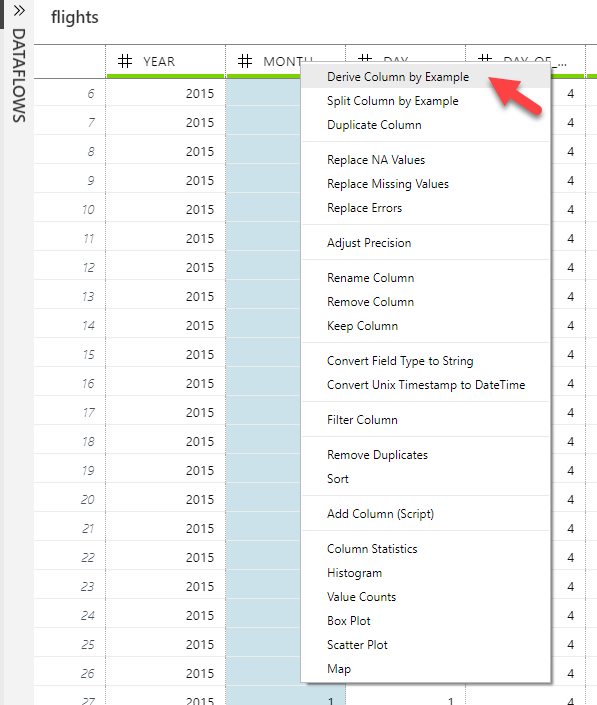 flights
DATAFLOWS
# YEAR # MONTH # DAY # DAY_OF_...
6 2015 4
7 2015 4
8 2015 4
9 2015 4
10 2015 4
11 2015 4
12 2015 4
13 2015 4
14 2015 4
15 2015 4
16 2015 4
17 2015 4
18 2015 4
19 2015 4
20 2015 4
21 2015 4
22 2015 4
23 2015 4
24 2015 4
25 2015 4
26 2015 4
27 2015 1 1 4
Derive Column by Example
Split Column by Example
Duplicate Column
Replace NA Values
Replace Missing Values
Replace Errors
Adjust Precision
Rename Column
Remove Column
Keep Column
Convert Field Type to String
Convert Unix Timestamp to DateTime
Filter Column
Remove Duplicates
Sort
Add Column (Script)
Column Statistics
Histogram
Value Counts
Box Plot
Scatter Plot
Map